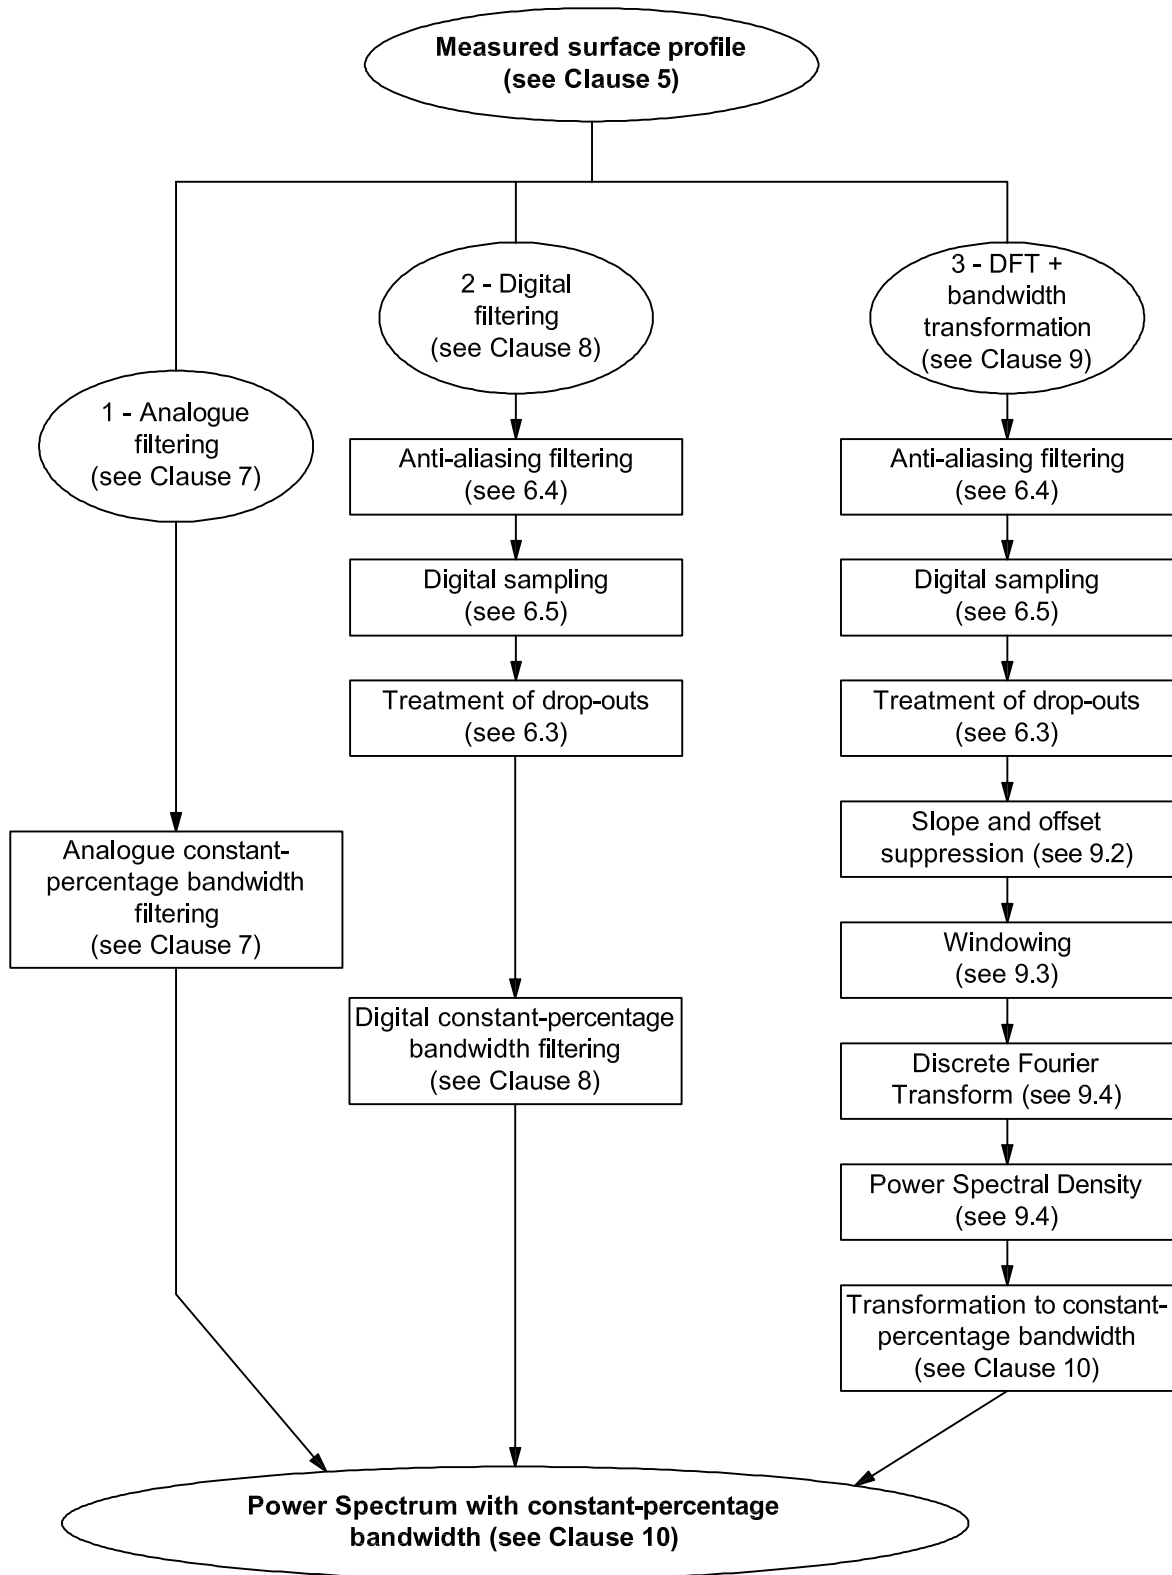 Measured surface profile
(see Clause 5)
1 - Analogue
filtering
(see Clause 7)
Analogue constant-
percentage bandwidth
filtering
(see Clause 7)
2 - Digital
filtering
(see Clause 8)
Anti-aliasing filtering
(see 6.4)
Digital sampling
(see 6.5)
Treatment of drop-outs
(see 6.3)
Digital constant-percentage
bandwidth filtering
(see Clause 8)
3 - DFT +
bandwidth
transformation
(see Clause 9)
Anti-aliasing filtering
(see 6.4)
Digital sampling
(see 6.5)
Treatment of drop-outs
(see 6.3)
Slope and offset
suppression (see 9.2)
Windowing
(see 9.3)
Discrete Fourier
Transform (see 9.4)
Power Spectral Density
(see 9.4)
Transformation to constant-
percentage bandwidth
(see Clause 10)
Power Spectrum with constant-percentage
bandwidth (see Clause 10)